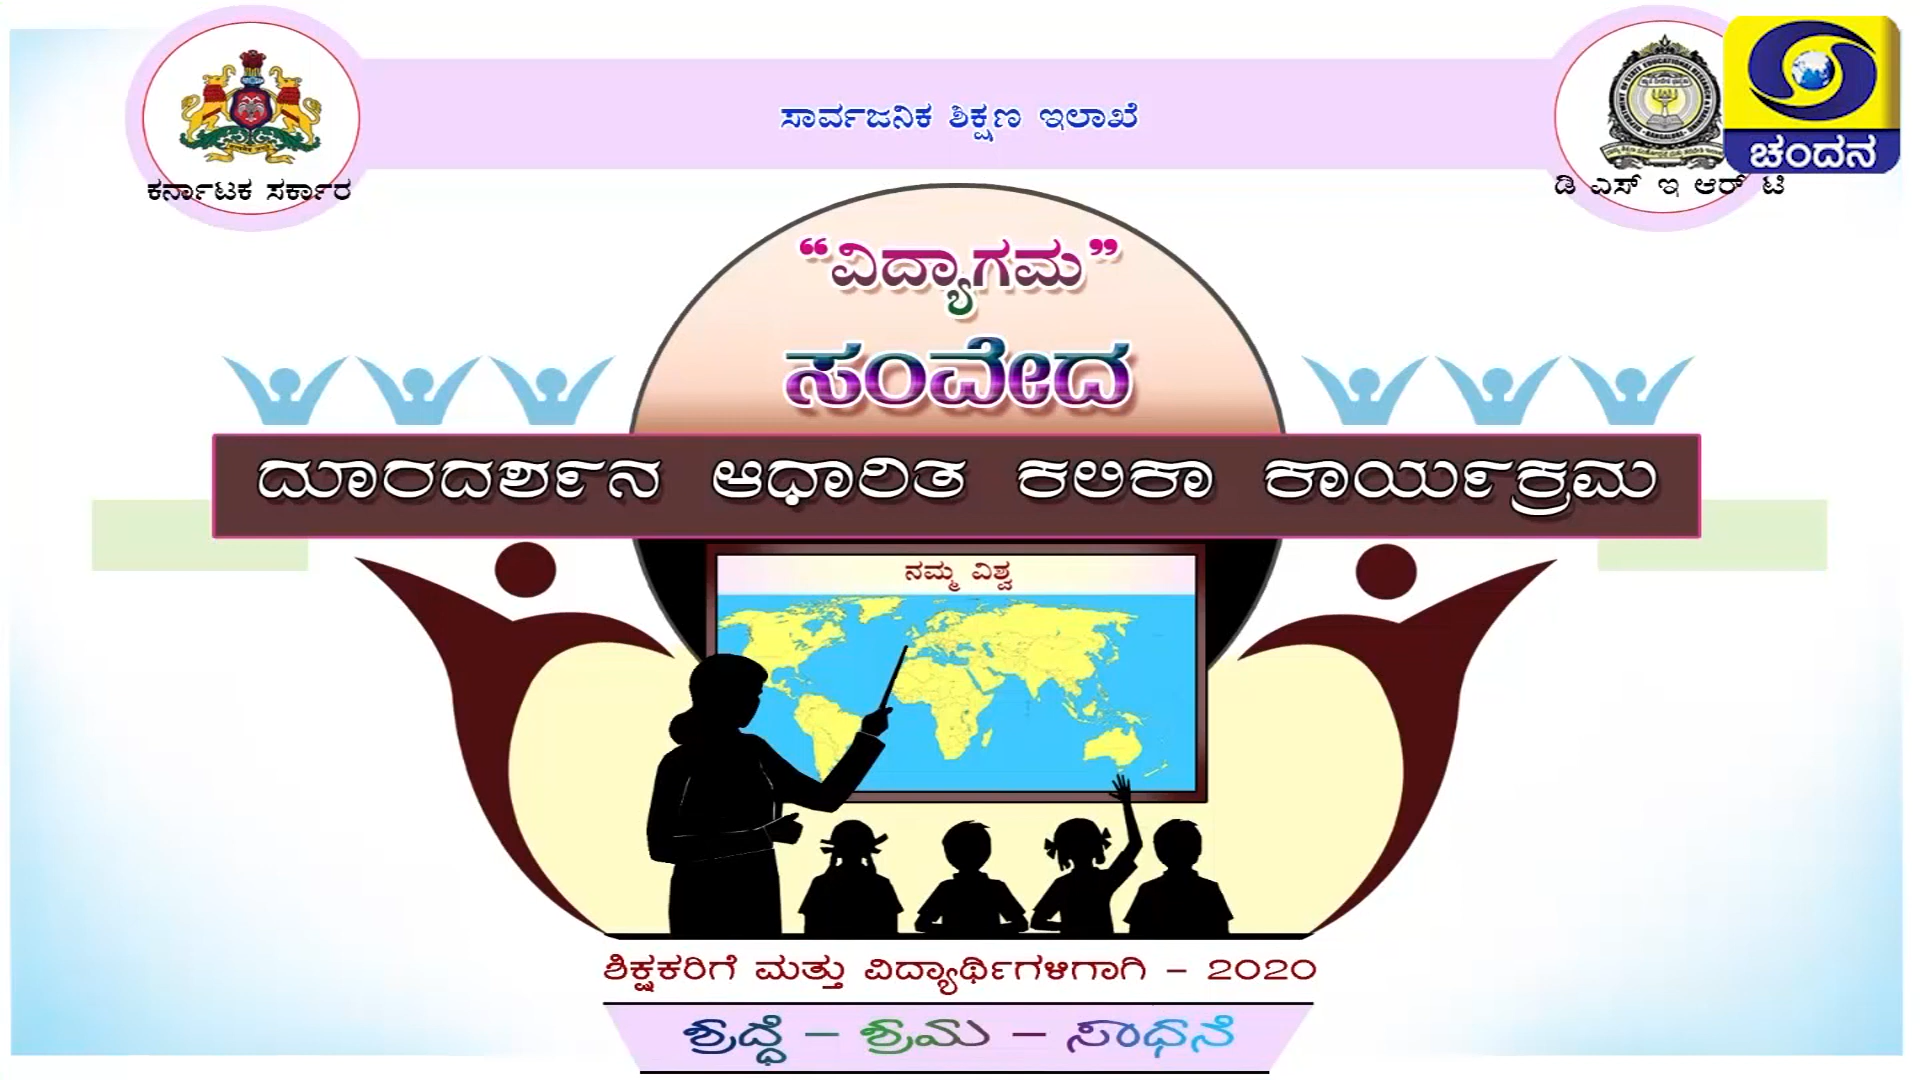 ಸಾರ್ವಜನಿಕ ಶಿಕ್ಷಣ ಇಲಾಖೆ
ಕರ್ನಾಟಕ ಸರ್ಕಾರ
ಡಿ ಎಸ್ ಇ ಆರ್ ಟಿ
ಚಂದನ
“ವಿದ್ಯಾಗಮ”
ಸಂವೇದ
ದೂರದರ್ಶನ ಆಧಾರಿತ ಕಲಿಕಾ ಕಾರ್ಯಕ್ರಮ
ನಮ್ಮ ವಿಶ್ವ
ಶಿಕ್ಷಕರಿಗೆ ಮತ್ತು ವಿದ್ಯಾರ್ಥಿಗಳಿಗಾಗಿ – 2020
ಶ್ರದ್ಧೆ – ಶ್ರಮ – ಸಾಧನೆ